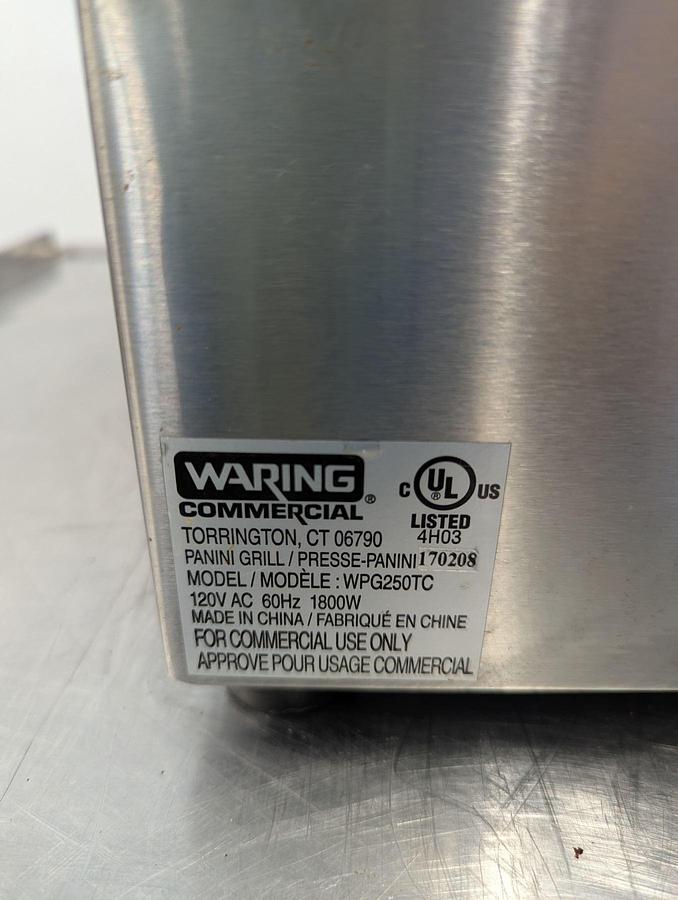 WARING
COMMERCIAL®
C UL® US
LISTED
4H03
TORRINGTON, CT 06790
PANINI GRILL / PRESSE-PANINI 170208
MODEL / MODÈLE : WPG250TC
120V AC 60Hz 1800W
MADE IN CHINA / FABRIQUÉ EN CHINE
FOR COMMERCIAL USE ONLY
APPROVE POUR USAGE COMMERCIAL